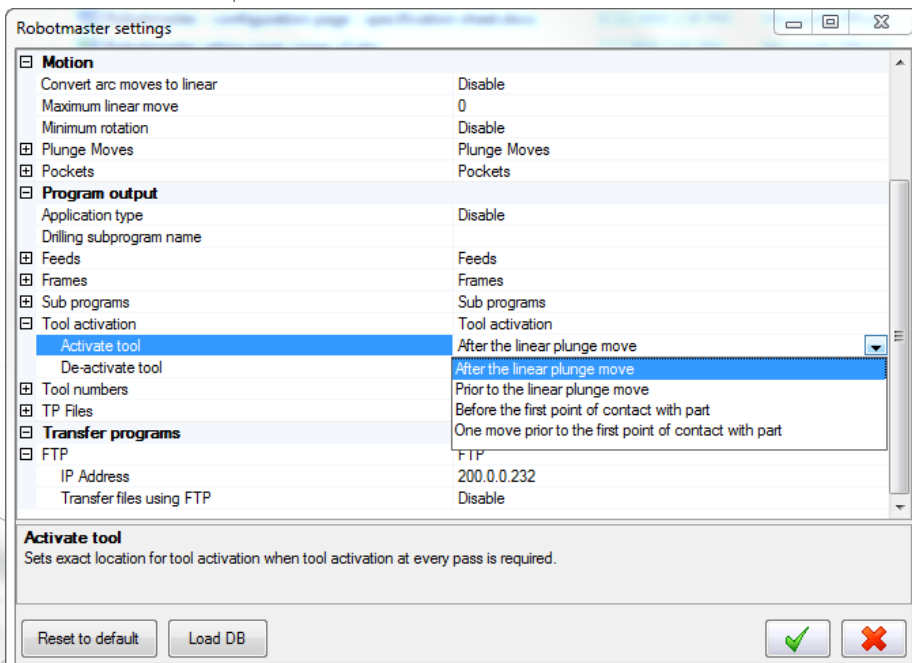 Robotmaster settings
Motion
Convert arc moves to linear Disable
Maximum linear move 0
Minimum rotation Disable
Plunge Moves Plunge Moves
Pockets Pockets
Program output
Application type Disable
Drilling subprogram name
Feeds Feeds
Frames Frames
Sub programs Sub programs
Tool activation Tool activation
Activate tool After the linear plunge move
De-activate tool After the linear plunge move
Tool numbers Prior to the linear plunge move
TP Files Before the first point of contact with part
Transfer programs One move prior to the first point of contact with part
FTP FTP
IP Address 200.0.0.232
Transfer files using FTP Disable
Activate tool
Sets exact location for tool activation when tool activation at every pass is required.
Reset to default Load DB